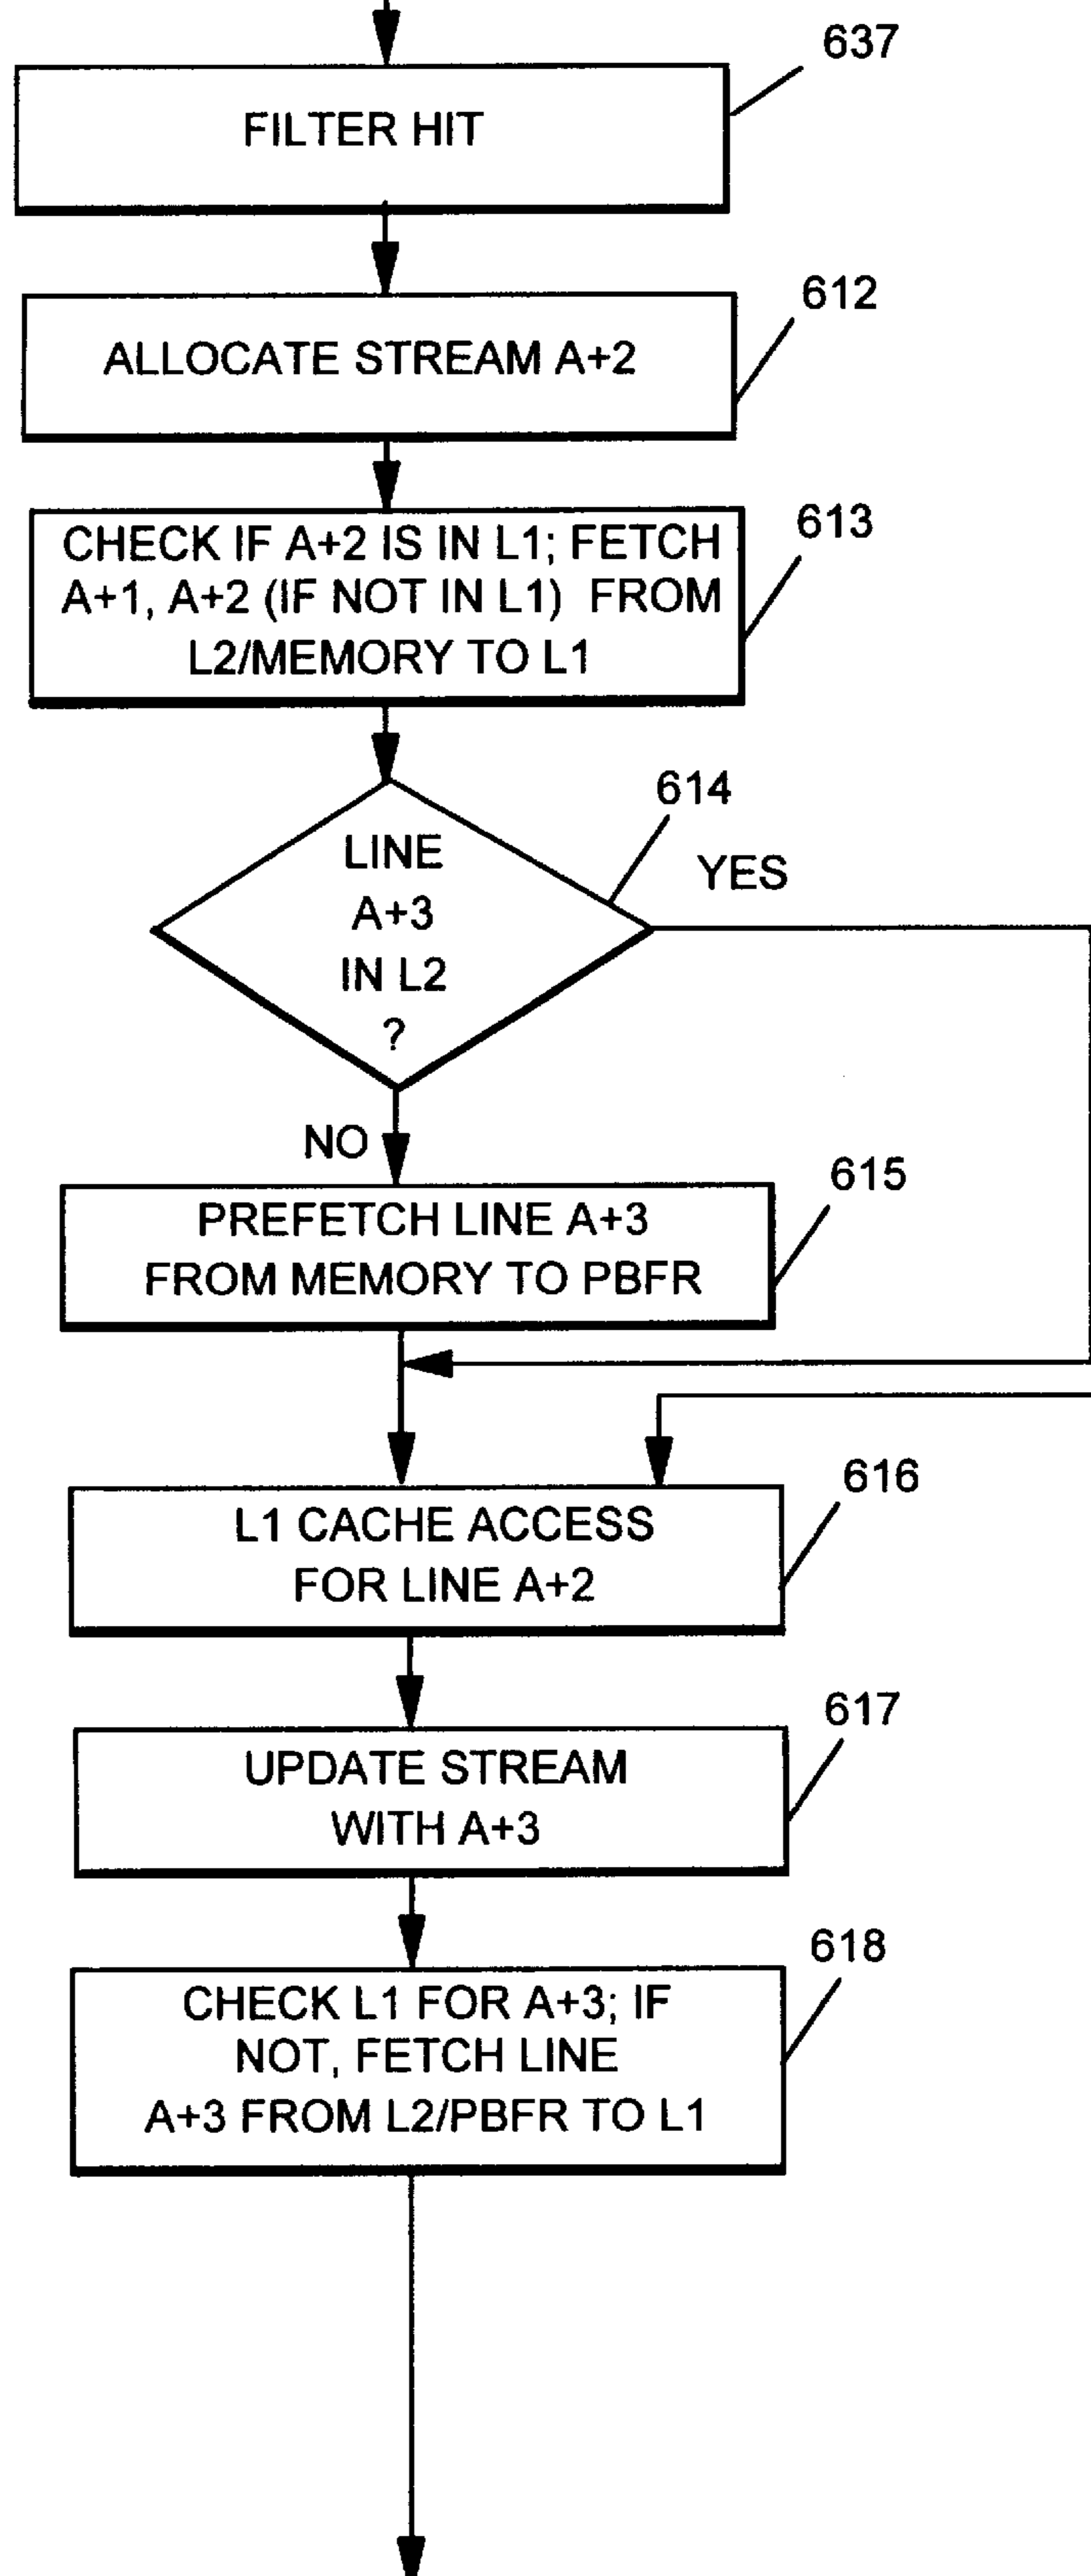 637
FILTER HIT
612
ALLOCATE STREAM A+2
613
CHECK IF A+2 IS IN L1; FETCH
A+1, A+2 (IF NOT IN L1) FROM
L2/MEMORY TO L1
614
YES
LINE
A+3
IN L2
?
NO
615
PREFETCH LINE A+3
FROM MEMORY TO PBFR
616
L1 CACHE ACCESS
FOR LINE A+2
617
UPDATE STREAM
WITH A+3
618
CHECK L1 FOR A+3; IF
NOT, FETCH LINE
A+3 FROM L2/PBFR TO L1